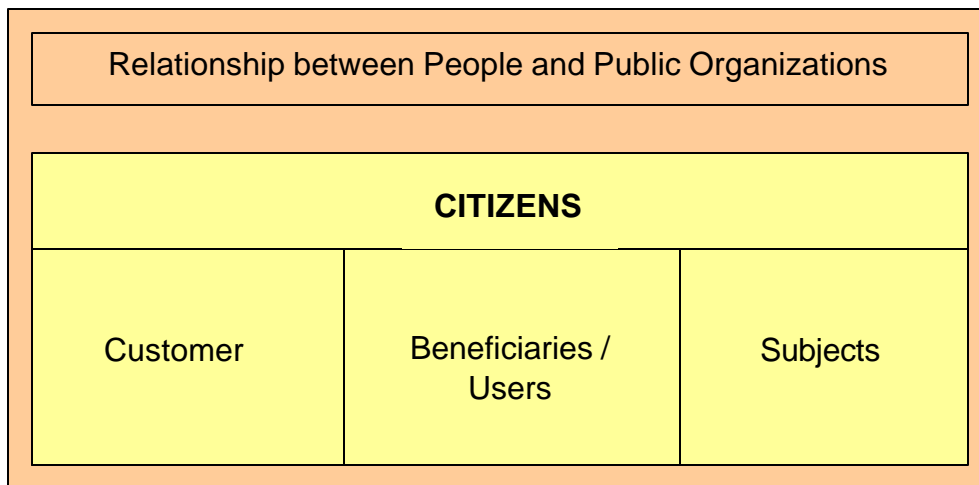 Relationship between People and Public Organizations
CITIZENS
Customer
Beneficiaries /
Users
Subjects